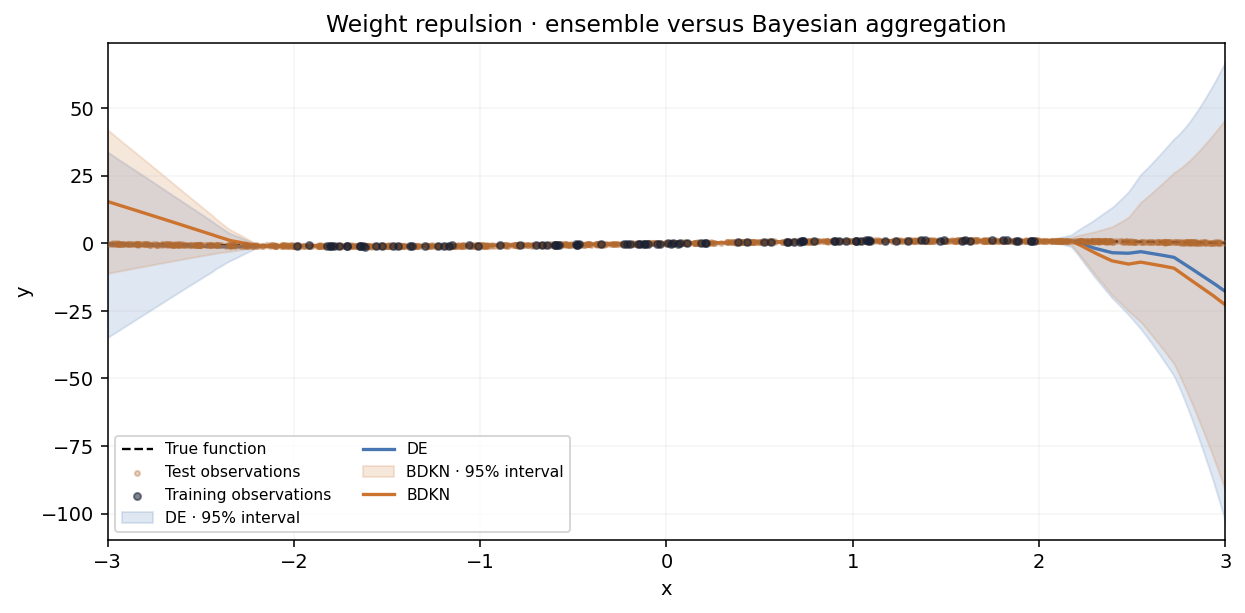 Weight repulsion · ensemble versus Bayesian aggregation
y
50
25
0
−25
−50
−75
−100
True function
Test observations
Training observations
DE · 95% interval
DE
BDKN · 95% interval
BDKN
−3
−2
−1
0
1
2
3
x